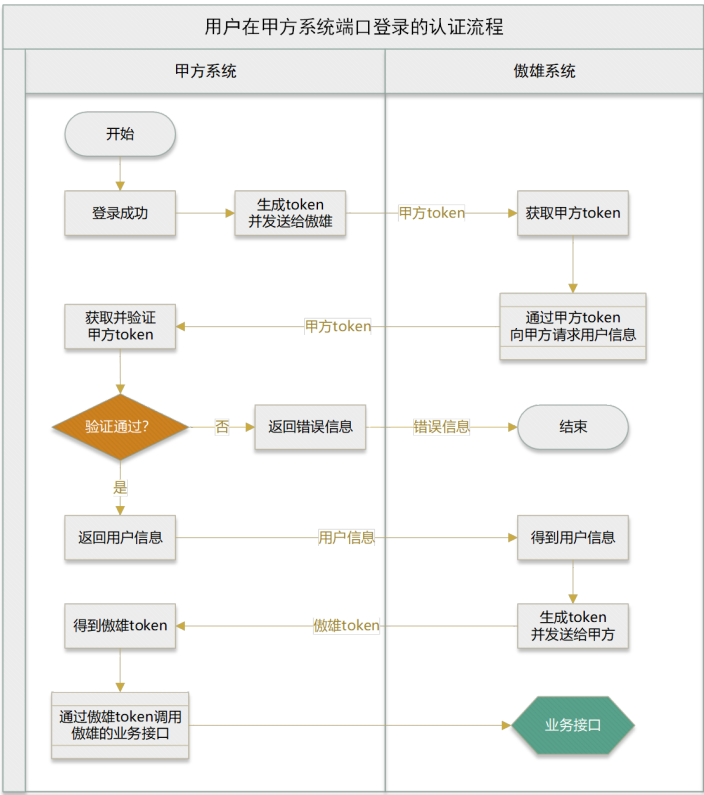 用户在甲方系统端口登录的认证流程
甲方系统
傲雄系统
开始
登录成功
生成token
并发送给傲雄
甲方token
获取甲方token
通过甲方token
向甲方请求用户信息
甲方token
获取并验证
甲方token
验证通过?
否
返回错误信息
错误信息
结束
是
返回用户信息
用户信息
得到用户信息
生成token
并发送给甲方
傲雄token
得到傲雄token
通过傲雄token调用
傲雄的业务接口
业务接口